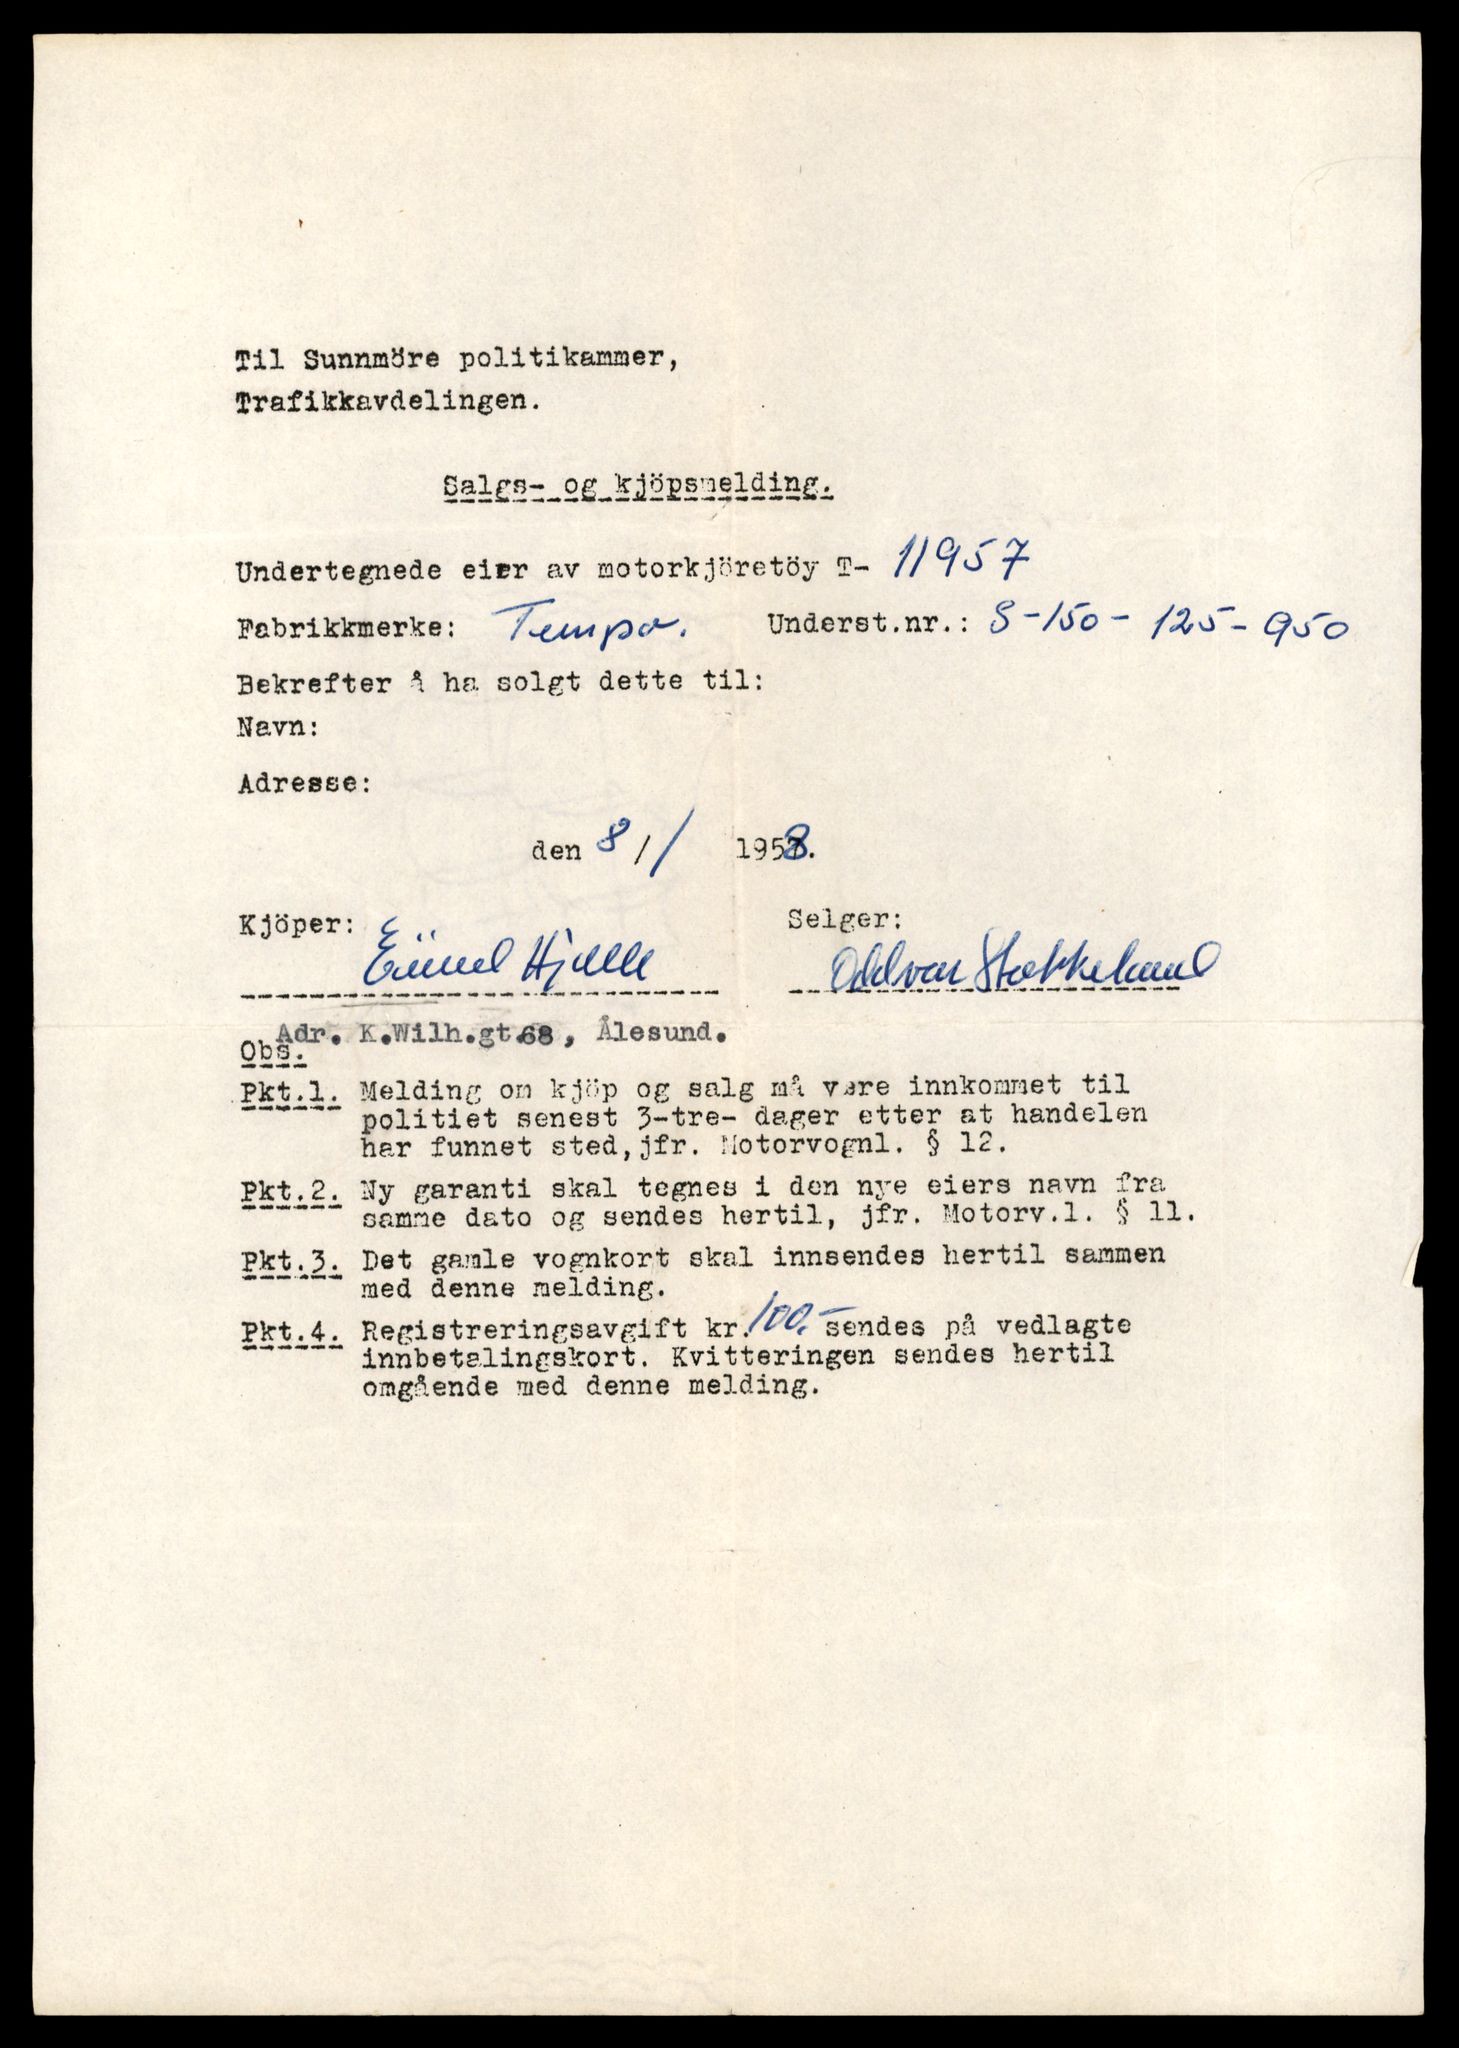 Til Sunnmöre politikammer,
Trafikkavdelingen.
Salgs- og kjöpsmelding.
Undertegnede eier av motorkjöretöy T- 11957
Fabrikkmerke: Tempo. Underst.nr.: S-150-125-950
Bekrefter å ha solgt dette til:
Navn:
Adresse:
den 8/1 1958.
Kjöper: Selger:
Hjelle Oddvar Stokkeland
Adr. K.Wilh.gt.68, Ålesund.
Obs.
Pkt.1. Melding om kjöp og salg må være innkommet til
politiet senest 3-tre- dager etter at handelen
har funnet sted, jfr. Motorvognl. § 12.
Pkt.2. Ny garanti skal tegnes i den nye eiers navn fra
samme dato og sendes hertil, jfr. Motorv.l. § 11.
Pkt.3. Det gamle vognkort skal innsendes hertil sammen
med denne melding.
Pkt.4. Registreringsavgift kr.100.- sendes på vedlagte
innbetalingskort. Kvitteringen sendes hertil
omgående med denne melding.